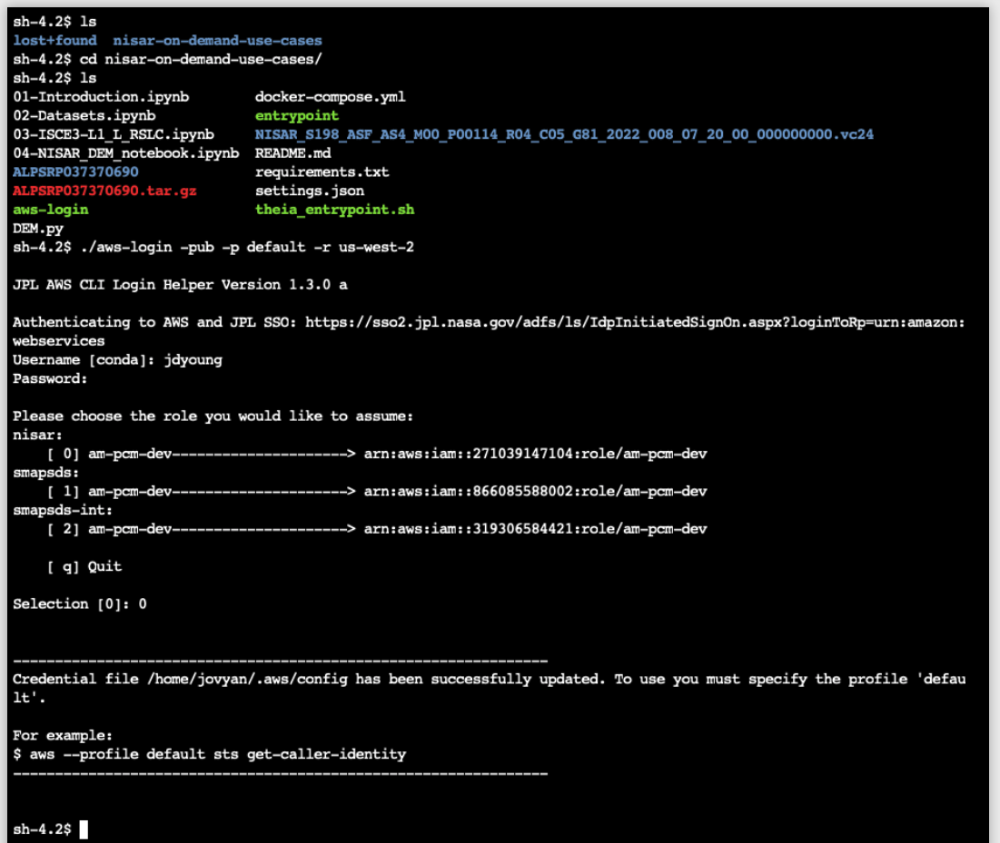 sh-4.2$ ls
lost+found  nisar-on-demand-use-cases
sh-4.2$ cd nisar-on-demand-use-cases/
sh-4.2$ ls
01-Introduction.ipynb        docker-compose.yml
02-Datasets.ipynb            entrypoint
03-ISCE3-L1_L_RSLC.ipynb     NISAR_S198_ASF_AS4_M00_P00114_R04_C05_G81_2022_008_07_20_00_000000000.vc24
04-NISAR_DEM_notebook.ipynb  README.md
ALPSRP037370690              requirements.txt
ALPSRP037370690.tar.gz       settings.json
aws-login                    theia_entrypoint.sh
DEM.py
sh-4.2$ ./aws-login -pub -p default -r us-west-2
JPL AWS CLI Login Helper Version 1.3.0 a
Authenticating to AWS and JPL SSO: https://sso2.jpl.nasa.gov/adfs/ls/IdpInitiatedSignOn.aspx?loginToRp=urn:amazon:
webservices
Username [conda]: jdyoung
Password:
Please choose the role you would like to assume:
nisar:
    [ 0] am-pcm-dev---------------------> arn:aws:iam::271039147104:role/am-pcm-dev
smapsds:
    [ 1] am-pcm-dev---------------------> arn:aws:iam::866085588002:role/am-pcm-dev
smapsds-int:
    [ 2] am-pcm-dev---------------------> arn:aws:iam::319306584421:role/am-pcm-dev
    [ q] Quit
Selection [0]: 0
----------------------------------------------------------------
Credential file /home/jovyan/.aws/config has been successfully updated. To use you must specify the profile 'defau
lt'.
For example:
$ aws --profile default sts get-caller-identity
----------------------------------------------------------------
sh-4.2$